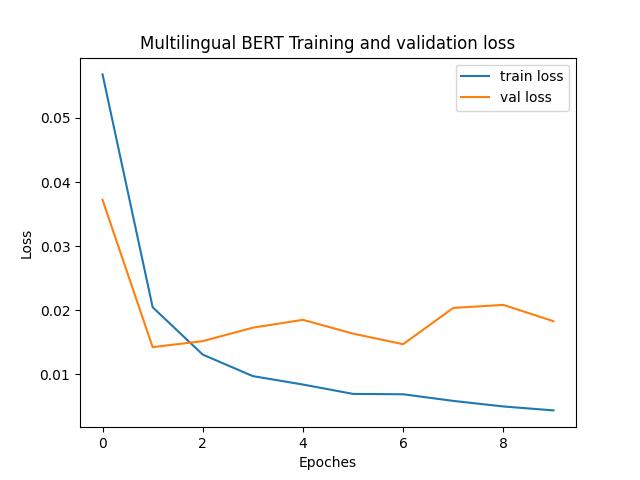 Multilingual BERT Training and validation loss
train loss
val loss
0.05
0.04
0.03
0.02
0.01
Loss
0 2 4 6 8
Epoches